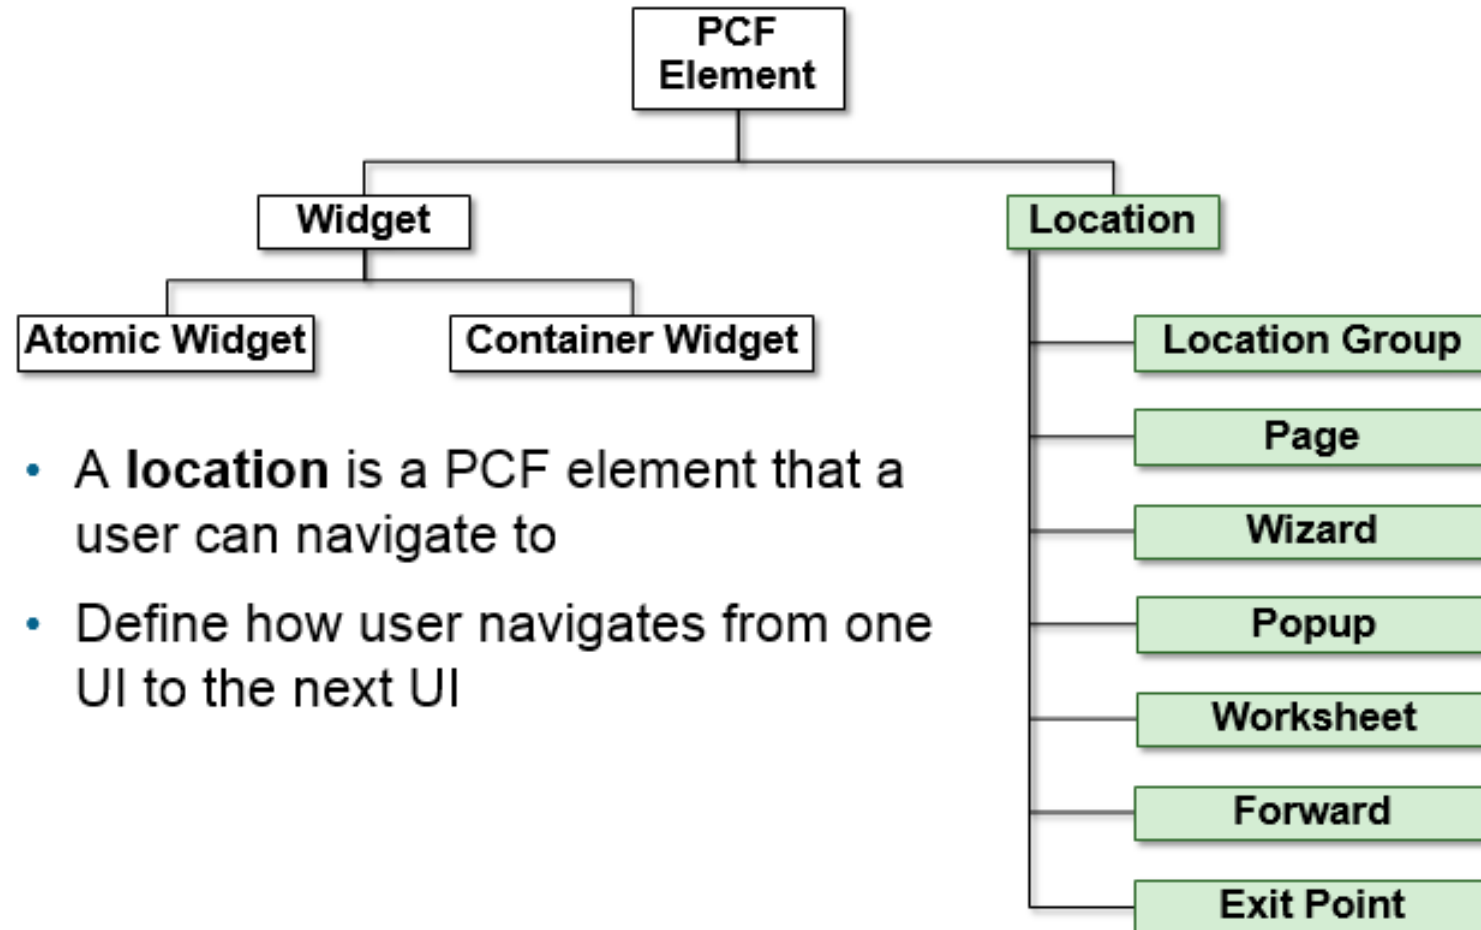 PCF
Element
Widget
Location
Atomic Widget
Container Widget
Location Group
Page
Wizard
Popup
Worksheet
Forward
Exit Point
• A location is a PCF element that a
user can navigate to
• Define how user navigates from one
UI to the next UI